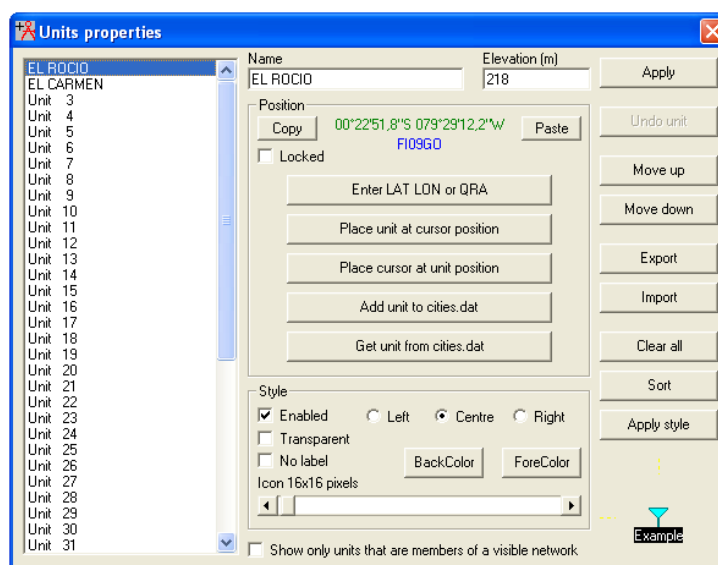 Units properties
EL ROCIO
EL CARMEN
Unit 3
Unit 4
Unit 5
Unit 6
Unit 7
Unit 8
Unit 9
Unit 10
Unit 11
Unit 12
Unit 13
Unit 14
Unit 15
Unit 16
Unit 17
Unit 18
Unit 19
Unit 20
Unit 21
Unit 22
Unit 23
Unit 24
Unit 25
Unit 26
Unit 27
Unit 28
Unit 29
Unit 30
Unit 31
Name
EL ROCIO
Elevation (m)
218
Position
Copy
00°22'51,8"S 079°29'12,2"W
FI09GO
Paste
Locked
Enter LAT LON or QRA
Place unit at cursor position
Place cursor at unit position
Add unit to cities.dat
Get unit from cities.dat
Style
Enabled
Left
Centre
Right
Transparent
No label
BackColor
ForeColor
Icon 16x16 pixels
Show only units that are members of a visible network
Apply
Undo unit
Move up
Move down
Export
Import
Clear all
Sort
Apply style
Example